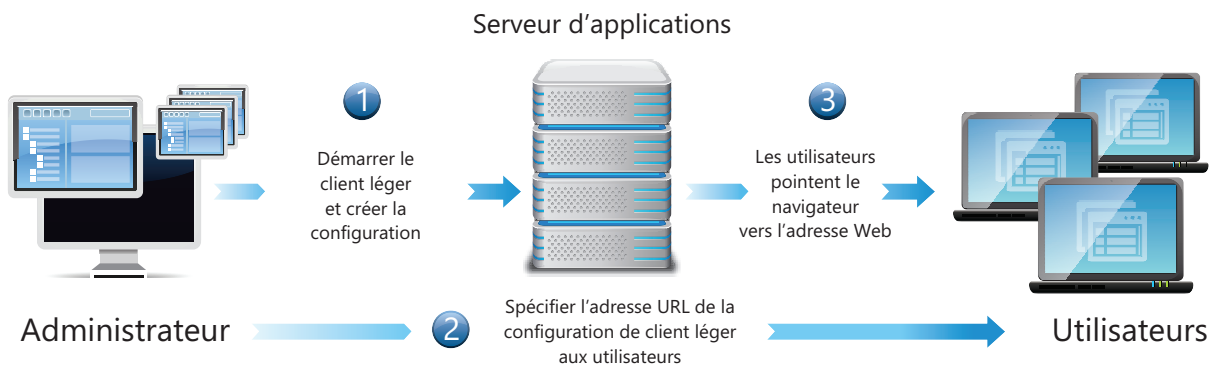 Serveur d’applications
1
Démarrer le
client léger
et créer la
configuration
3
Les utilisateurs
pointent le
navigateur
vers l’adresse Web
Administrateur
2
Spécifier l’adresse URL de la
configuration de client léger
aux utilisateurs
Utilisateurs